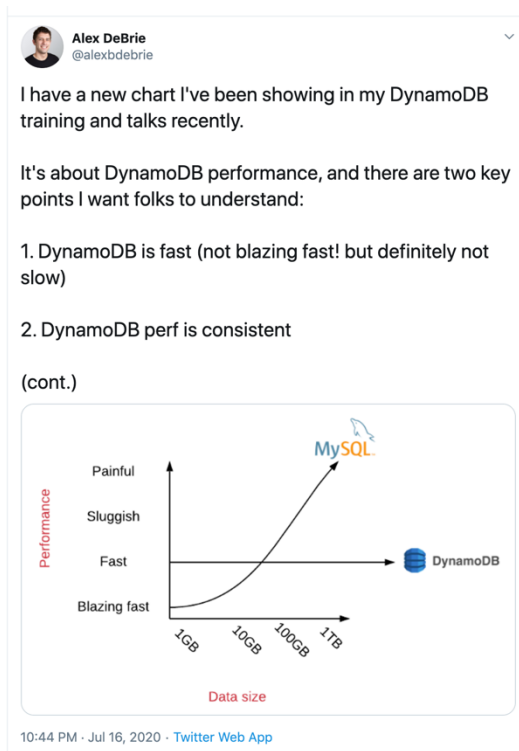 Alex DeBrie
@alexbdebrie
I have a new chart I've been showing in my DynamoDB
training and talks recently.
It's about DynamoDB performance, and there are two key
points I want folks to understand:
1. DynamoDB is fast (not blazing fast! but definitely not
slow)
2. DynamoDB perf is consistent
(cont.)
MySQL
Painful
Sluggish
Fast
Blazing fast
Performance
DynamoDB
1GB
10GB
100GB
1TB
Data size
10:44 PM · Jul 16, 2020 · Twitter Web App